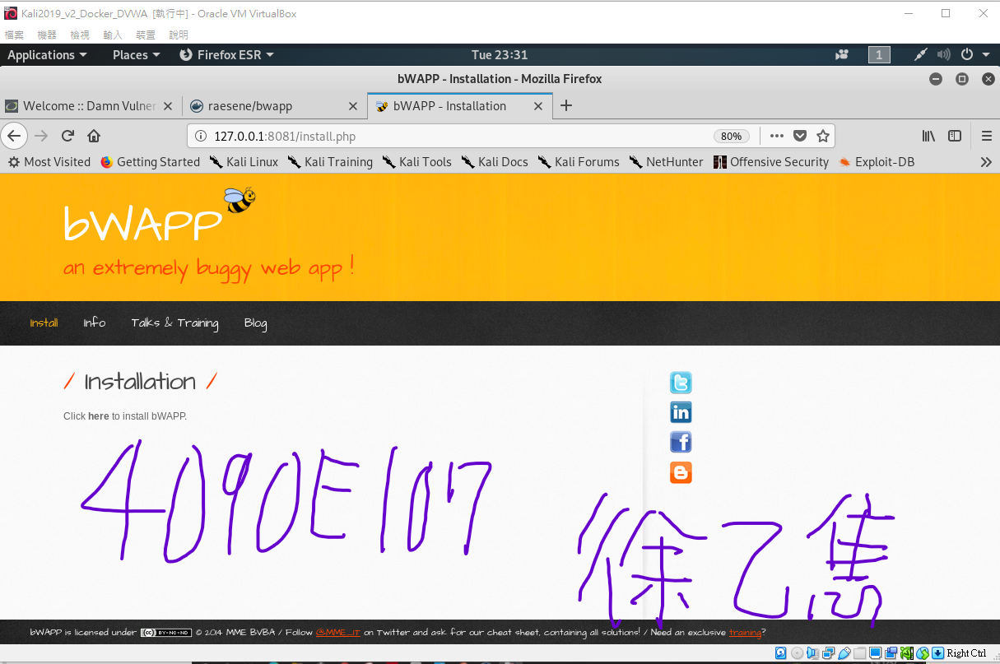 Kali2019_v2_Docker_DVWA [執行中] - Oracle VM VirtualBox
檔案 機器 檢視 輸入 裝置 說明
Applications Places Firefox ESR Tue 23:31 1
bWAPP - Installation - Mozilla Firefox
Welcome :: Damn Vulner raesene/bwapp bWAPP - Installation
127.0.0.1:8081/install.php 80%
Most Visited Getting Started Kali Linux Kali Training Kali Tools Kali Docs Kali Forums NetHunter Offensive Security Exploit-DB
bWAPP
an extremely buggy web app !
Install Info Talks & Training Blog
/ Installation /
Click here to install bWAPP.
4090E107
徐乙雋
bWAPP is licensed under BY-NC-ND © 2014 MME BVBA / Follow @MME_IT on Twitter and ask for our cheat sheet, containing all solutions! / Need an exclusive training?
Right Ctrl